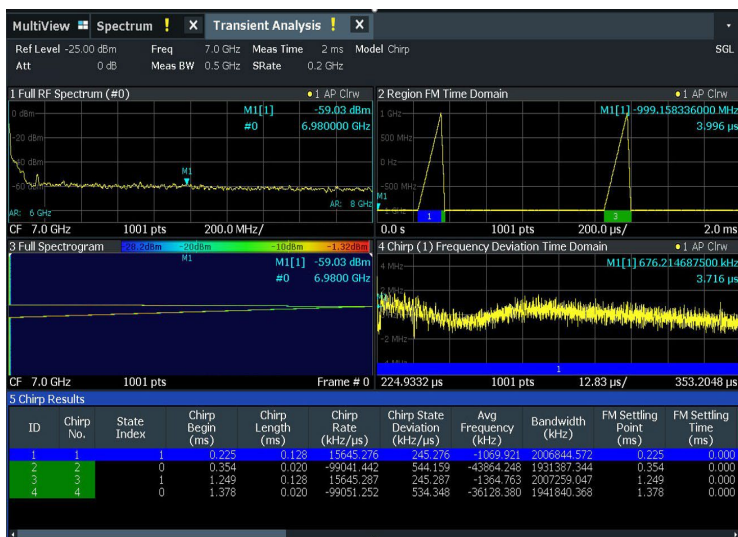 MultiView Spectrum ! X Transient Analysis ! X
Ref Level -25.00 dBm Freq 7.0 GHz Meas Time 2 ms Model Chirp SGL
Att 0 dB Meas BW 0.5 GHz SRate 0.2 GHz
1 Full RF Spectrum (#0) 1 AP Clrw
M1[1] -59.03 dBm
#0 6.980000 GHz
0 dBm
-20 dBm
-40 dBm
-60 dBm
M1
AR: 6 GHz
AR: 8 GHz
CF 7.0 GHz 1001 pts 200.0 MHz/
2 Region FM Time Domain 1 AP Clrw
M1[1] -999.158336000 MHz
3.996 µs
1 GHz
500 MHz
0 Hz
-500 MHz
M1
-1 GHz
1 3
0.0 s 1001 pts 200.0 µs/ 2.0 ms
3 Full Spectrogram -28.2dBm -20dBm -10dBm -1.32dBm
M1
M1[1] -59.03 dBm
#0 6.9800 GHz
CF 7.0 GHz 1001 pts Frame # 0
4 Chirp (1) Frequency Deviation Time Domain 1 AP Clrw
M1[1] 676.214687500 kHz
3.716 µs
4 MHz
2 MHz
-2 MHz
1
224.9332 µs 1001 pts 12.83 µs/ 353.2048 µs
5 Chirp Results
ID Chirp No. State Index Chirp Begin (ms) Chirp Length (ms) Chirp Rate (kHz/µs) Chirp State Deviation (kHz/µs) Avg Frequency (kHz) Bandwidth (kHz) FM Settling Point (ms) FM Settling Time (ms)
1 1 1 0.225 0.128 15645.276 245.276 -1069.921 2006844.572 0.225 0.000
2 2 0 0.354 0.020 -99041.442 544.159 -43864.248 1931387.344 0.354 0.000
3 3 1 1.249 0.128 15645.287 245.287 -1364.763 2007259.047 1.249 0.000
4 4 0 1.378 0.020 -99051.252 534.348 -36128.380 1941840.368 1.378 0.000